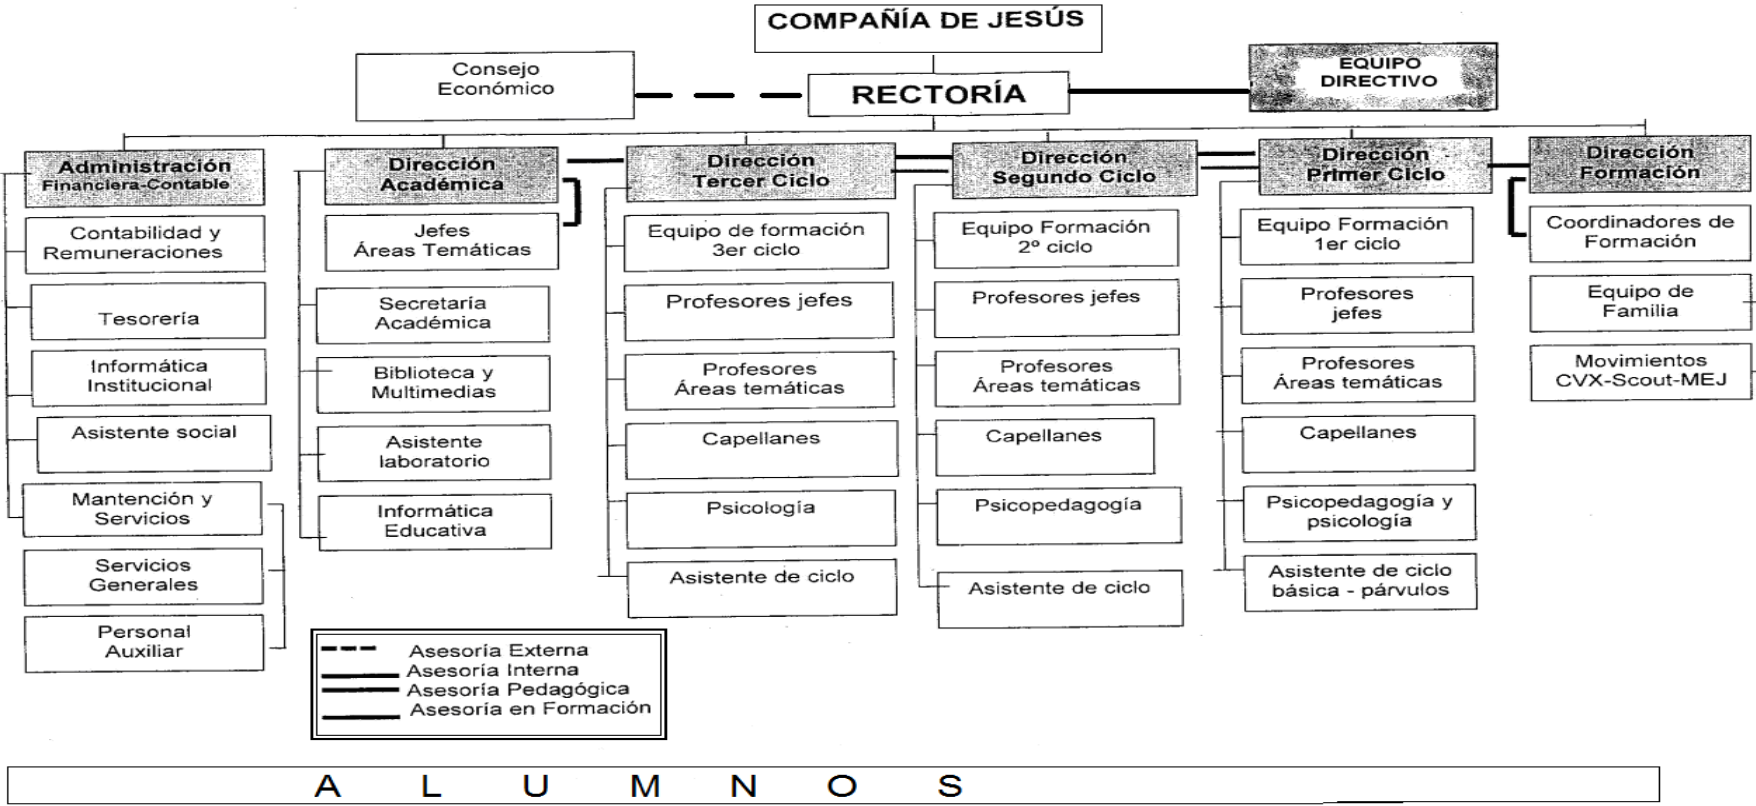 COMPAÑÍA DE JESÚS
Consejo
Económico
RECTORÍA
EQUIPO
DIRECTIVO
Administración
Financiera-Contable
Contabilidad y
Remuneraciones
Tesorería
Informática
Institucional
Asistente social
Mantención y
Servicios
Servicios
Generales
Personal
Auxiliar
Dirección
Académica
Jefes
Áreas Temáticas
Secretaría
Académica
Biblioteca y
Multimedias
Asistente
laboratorio
Informática
Educativa
Dirección
Tercer Ciclo
Equipo de formación
3er ciclo
Profesores jefes
Profesores
Áreas temáticas
Capellanes
Psicología
Asistente de ciclo
Dirección
Segundo Ciclo
Equipo Formación
2º ciclo
Profesores jefes
Profesores
Áreas temáticas
Capellanes
Psicopedagogía
Asistente de ciclo
Dirección
Primer Ciclo
Equipo Formación
1er ciclo
Profesores
jefes
Profesores
Áreas temáticas
Capellanes
Psicopedagogía y
psicología
Asistente de ciclo
básica - párvulos
Dirección
Formación
Coordinadores de
Formación
Equipo de
Familia
Movimientos
CVX-Scout-MEJ
Asesoría Externa
Asesoría Interna
Asesoría Pedagógica
Asesoría en Formación
A L U M N O S